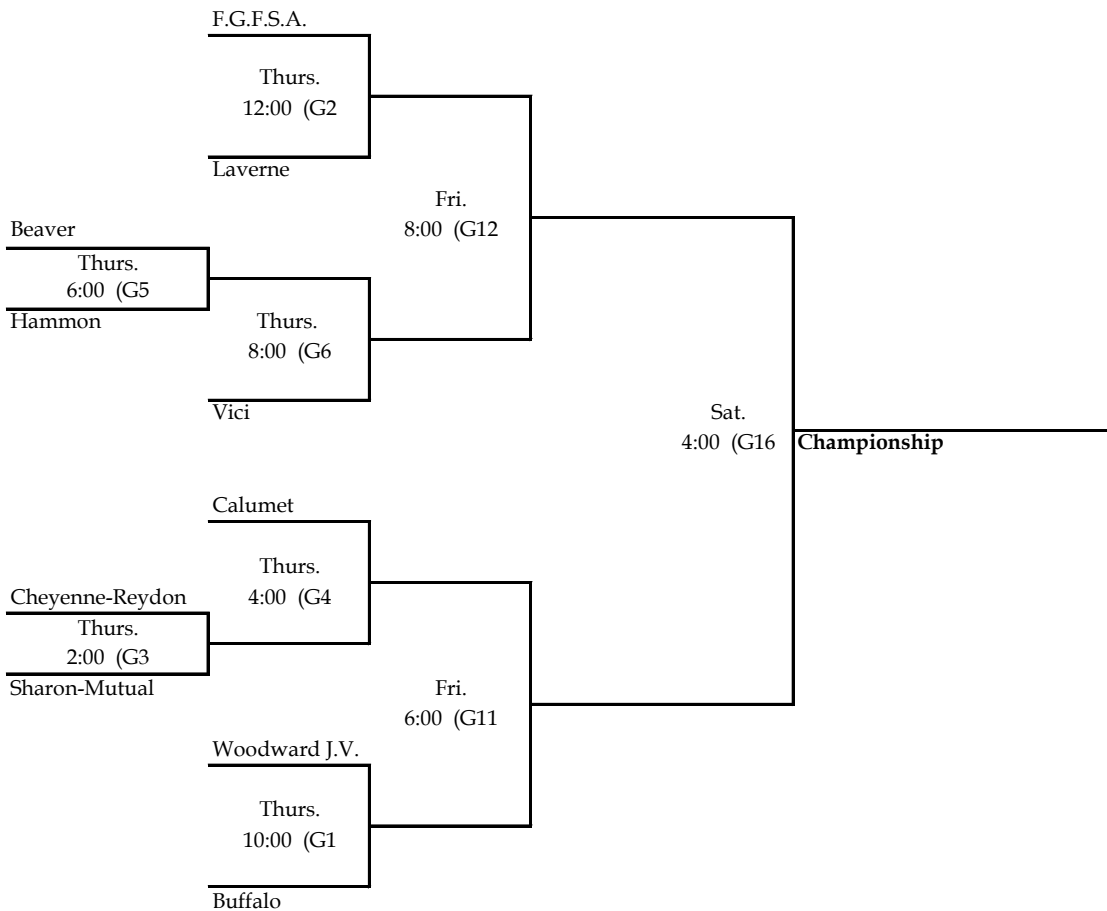 F.G.F.S.A.
Thurs.
12:00 (G2
Laverne
Fri.
8:00 (G12
Beaver
Thurs.
6:00 (G5
Hammon
Thurs.
8:00 (G6
Vici
Sat.
4:00 (G16
Championship
Calumet
Thurs.
4:00 (G4
Cheyenne-Reydon
Thurs.
2:00 (G3
Sharon-Mutual
Fri.
6:00 (G11
Woodward J.V.
Thurs.
10:00 (G1
Buffalo